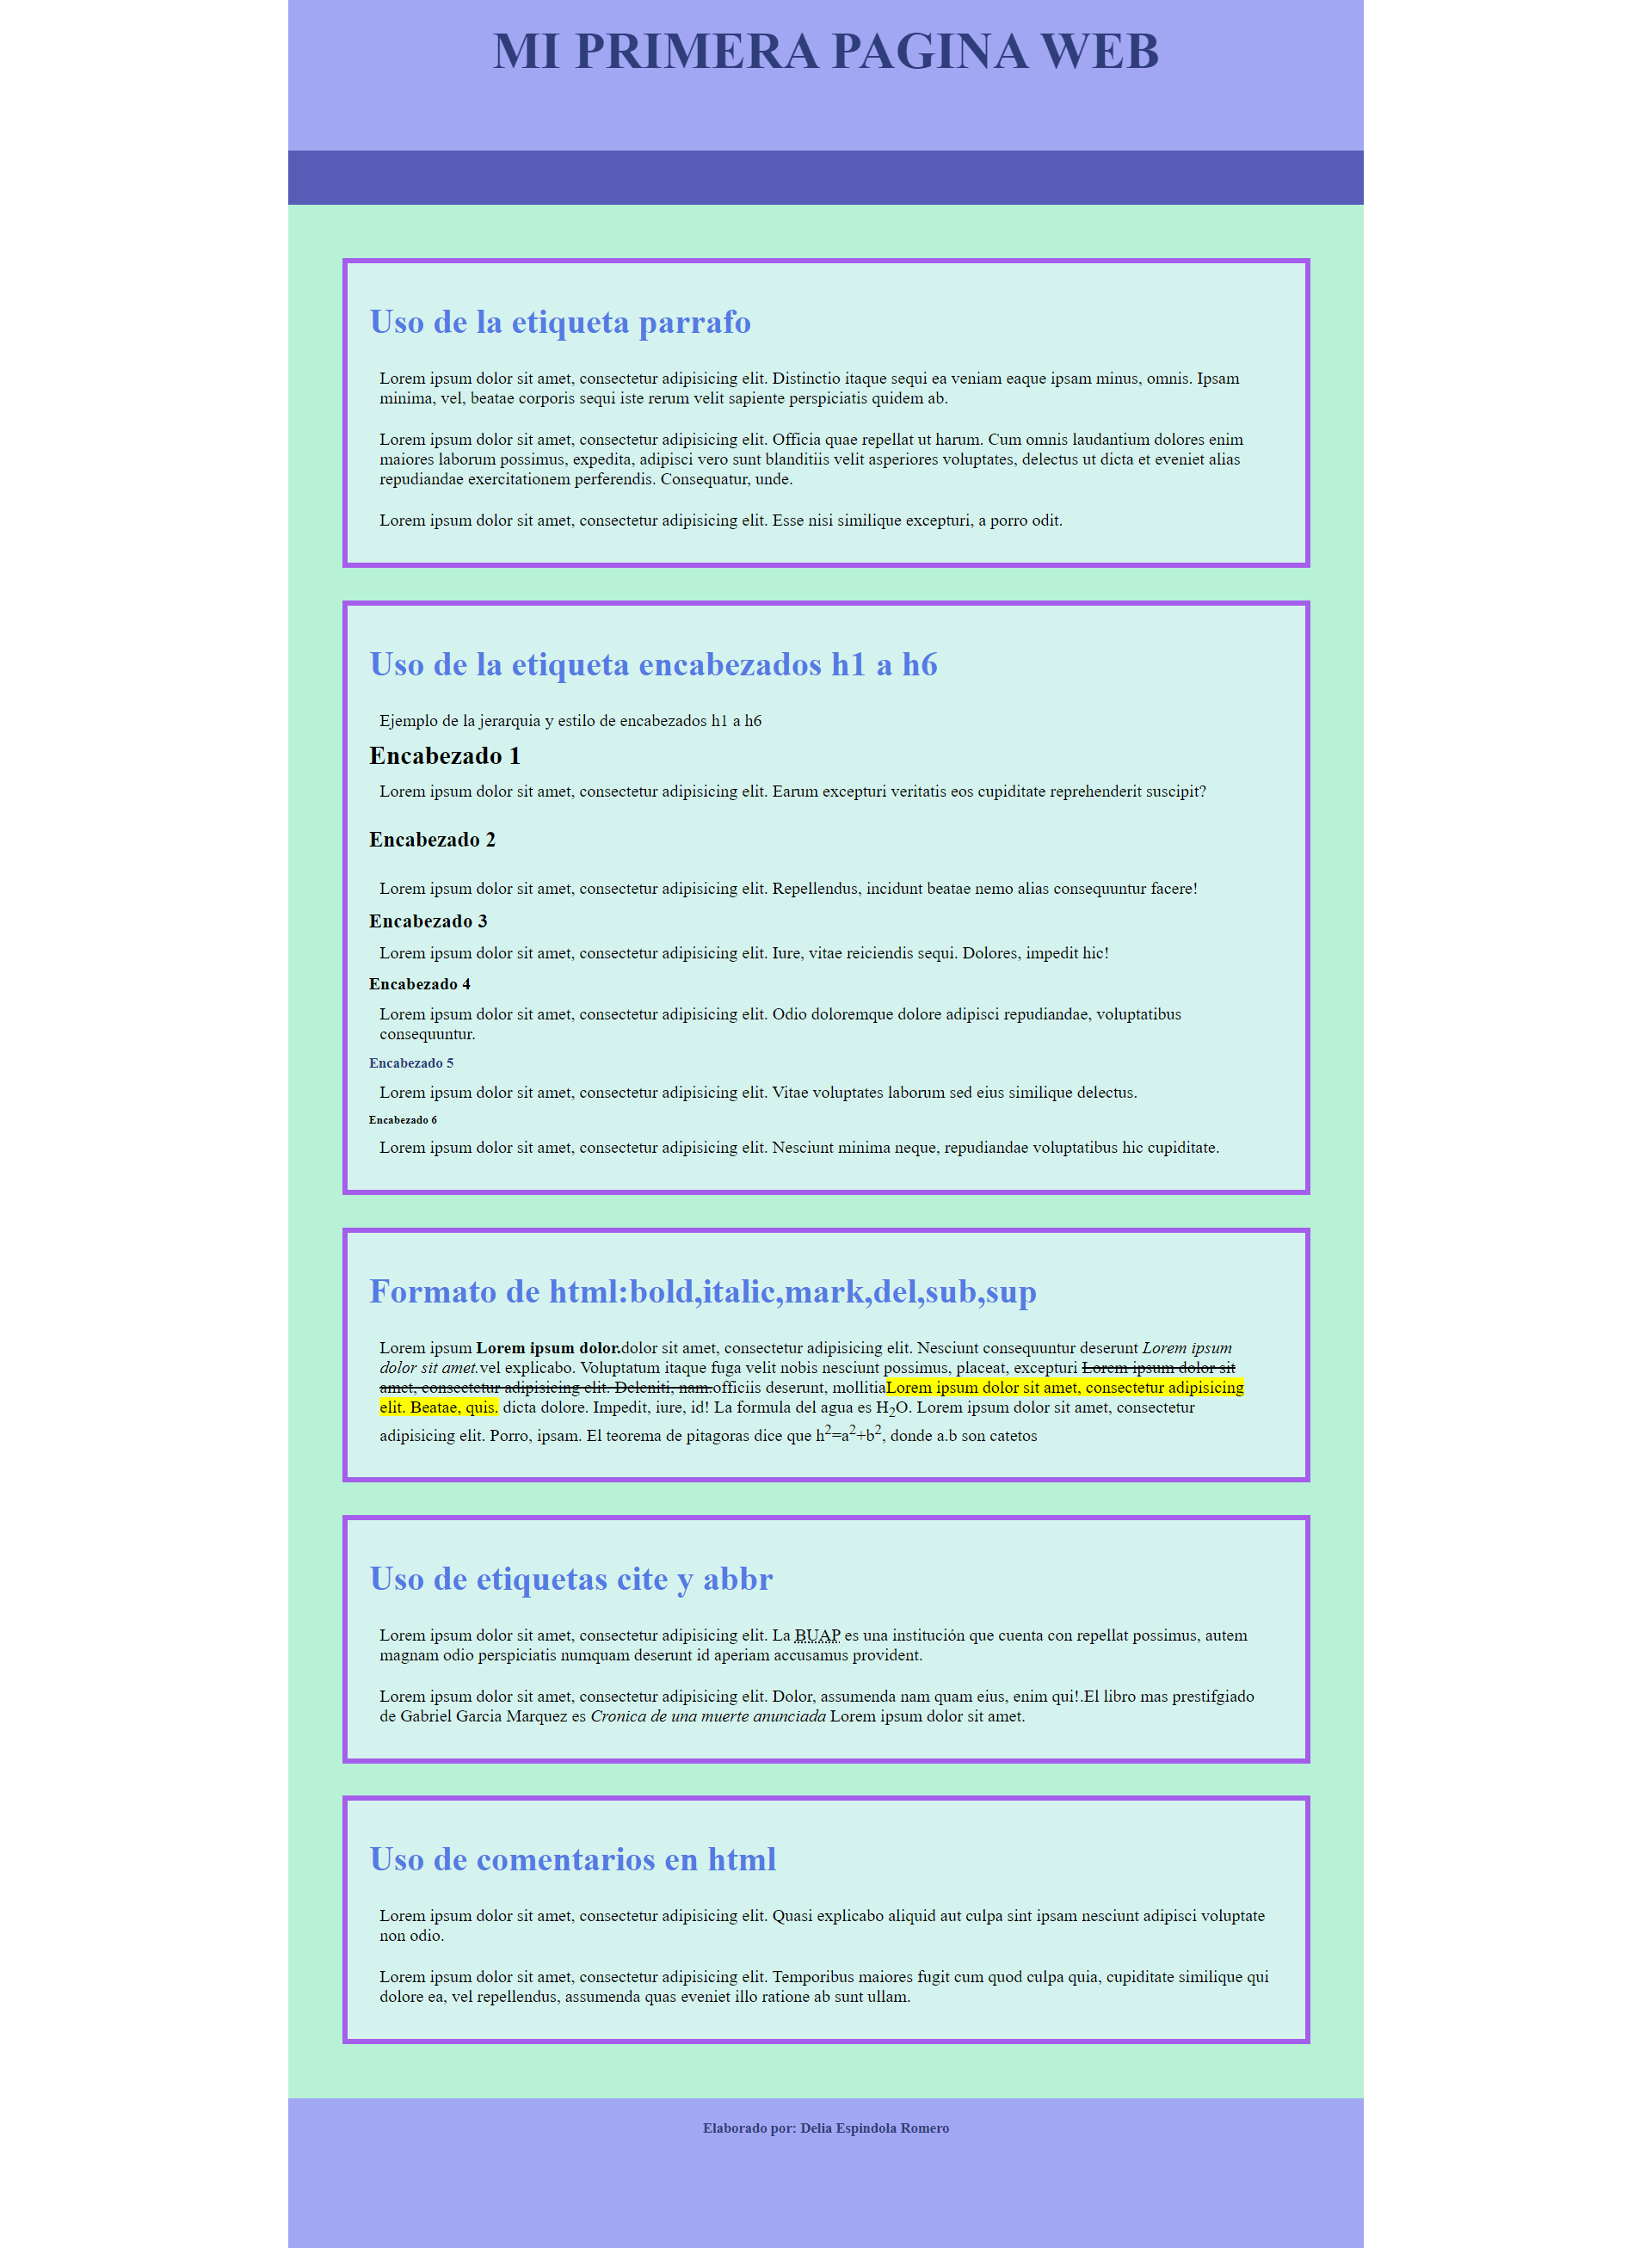 MI PRIMERA PAGINA WEB
Uso de la etiqueta parrafo
Lorem ipsum dolor sit amet, consectetur adipisicing elit. Distinctio itaque sequi ea veniam eaque ipsam minus, omnis. Ipsam
minima, vel, beatae corporis sequi iste rerum velit sapiente perspiciatis quidem ab.
Lorem ipsum dolor sit amet, consectetur adipisicing elit. Officia quae repellat ut harum. Cum omnis laudantium dolores enim
maiores laborum possimus, expedita, adipisci vero sunt blanditiis velit asperiores voluptates, delectus ut dicta et eveniet alias
repudiandae exercitationem perferendis. Consequatur, unde.
Lorem ipsum dolor sit amet, consectetur adipisicing elit. Esse nisi similique excepturi, a porro odit.
Uso de la etiqueta encabezados h1 a h6
Ejemplo de la jerarquia y estilo de encabezados h1 a h6
Encabezado 1
Lorem ipsum dolor sit amet, consectetur adipisicing elit. Earum excepturi veritatis eos cupiditate reprehenderit suscipit?
Encabezado 2
Lorem ipsum dolor sit amet, consectetur adipisicing elit. Repellendus, incidunt beatae nemo alias consequuntur facere!
Encabezado 3
Lorem ipsum dolor sit amet, consectetur adipisicing elit. Iure, vitae reiciendis sequi. Dolores, impedit hic!
Encabezado 4
Lorem ipsum dolor sit amet, consectetur adipisicing elit. Odio doloremque dolore adipisci repudiandae, voluptatibus
consequuntur.
Encabezado 5
Lorem ipsum dolor sit amet, consectetur adipisicing elit. Vitae voluptates laborum sed eius similique delectus.
Encabezado 6
Lorem ipsum dolor sit amet, consectetur adipisicing elit. Nesciunt minima neque, repudiandae voluptatibus hic cupiditate.
Formato de html:bold,italic,mark,del,sub,sup
Lorem ipsum Lorem ipsum dolor.dolor sit amet, consectetur adipisicing elit. Nesciunt consequuntur deserunt Lorem ipsum
dolor sit amet.vel explicabo. Voluptatum itaque fuga velit nobis nesciunt possimus, placeat, excepturi Lorem ipsum dolor sit
amet, consectetur adipisicing elit. Deleniti, nam.officiis deserunt, mollitiaLorem ipsum dolor sit amet, consectetur adipisicing
elit. Beatae, quis. dicta dolore. Impedit, iure, id! La formula del agua es H₂O. Lorem ipsum dolor sit amet, consectetur
adipisicing elit. Porro, ipsam. El teorema de pitagoras dice que h²=a²+b², donde a.b son catetos
Uso de etiquetas cite y abbr
Lorem ipsum dolor sit amet, consectetur adipisicing elit. La BUAP es una institución que cuenta con repellat possimus, autem
magnam odio perspiciatis numquam deserunt id aperiam accusamus provident.
Lorem ipsum dolor sit amet, consectetur adipisicing elit. Dolor, assumenda nam quam eius, enim qui!.El libro mas prestifgiado
de Gabriel Garcia Marquez es Cronica de una muerte anunciada Lorem ipsum dolor sit amet.
Uso de comentarios en html
Lorem ipsum dolor sit amet, consectetur adipisicing elit. Quasi explicabo aliquid aut culpa sint ipsam nesciunt adipisci voluptate
non odio.
Lorem ipsum dolor sit amet, consectetur adipisicing elit. Temporibus maiores fugit cum quod culpa quia, cupiditate similique qui
dolore ea, vel repellendus, assumenda quas eveniet illo ratione ab sunt ullam.
Elaborado por: Delia Espindola Romero